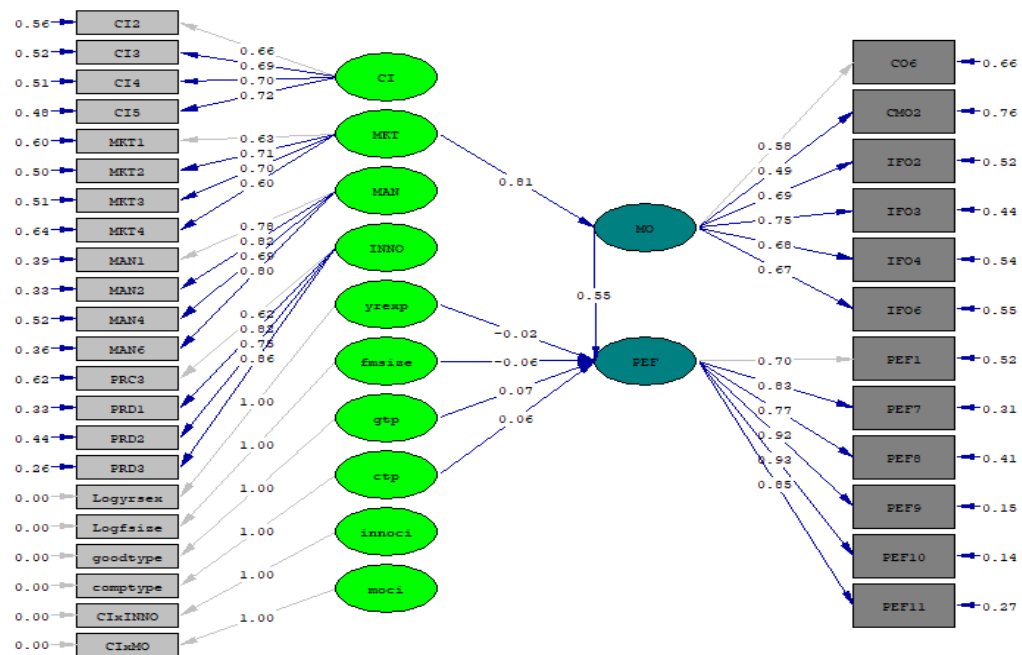 0.56 CI2
0.52 CI3
0.51 CI4
0.48 CI5
0.60 MKT1
0.50 MKT2
0.51 MKT3
0.64 MKT4
0.39 MAN1
0.33 MAN2
0.52 MAN4
0.36 MAN6
0.62 PRC3
0.33 PRD1
0.44 PRD2
0.26 PRD3
0.00 Logyrsex
0.00 Logfsize
0.00 goodtype
0.00 comptype
0.00 CIxINNO
0.00 CIxMO
0.66
0.69
0.70
0.72
0.63
0.71
0.70
0.60
0.78
0.82
0.69
0.80
0.62
0.82
0.75
0.86
1.00
1.00
1.00
1.00
1.00
1.00
CI
MKT
MAN
INNO
yrexp
fmsize
gtp
ctp
innoci
moci
0.81
-0.02
-0.06
0.07
0.06
MO
0.55
PEF
0.58
0.49
0.69
0.75
0.68
0.67
0.70
0.83
0.77
0.92
0.93
0.85
CO6 0.66
CMO2 0.76
IFO2 0.52
IFO3 0.44
IFO4 0.54
IFO6 0.55
PEF1 0.52
PEF7 0.31
PEF8 0.41
PEF9 0.15
PEF10 0.14
PEF11 0.27